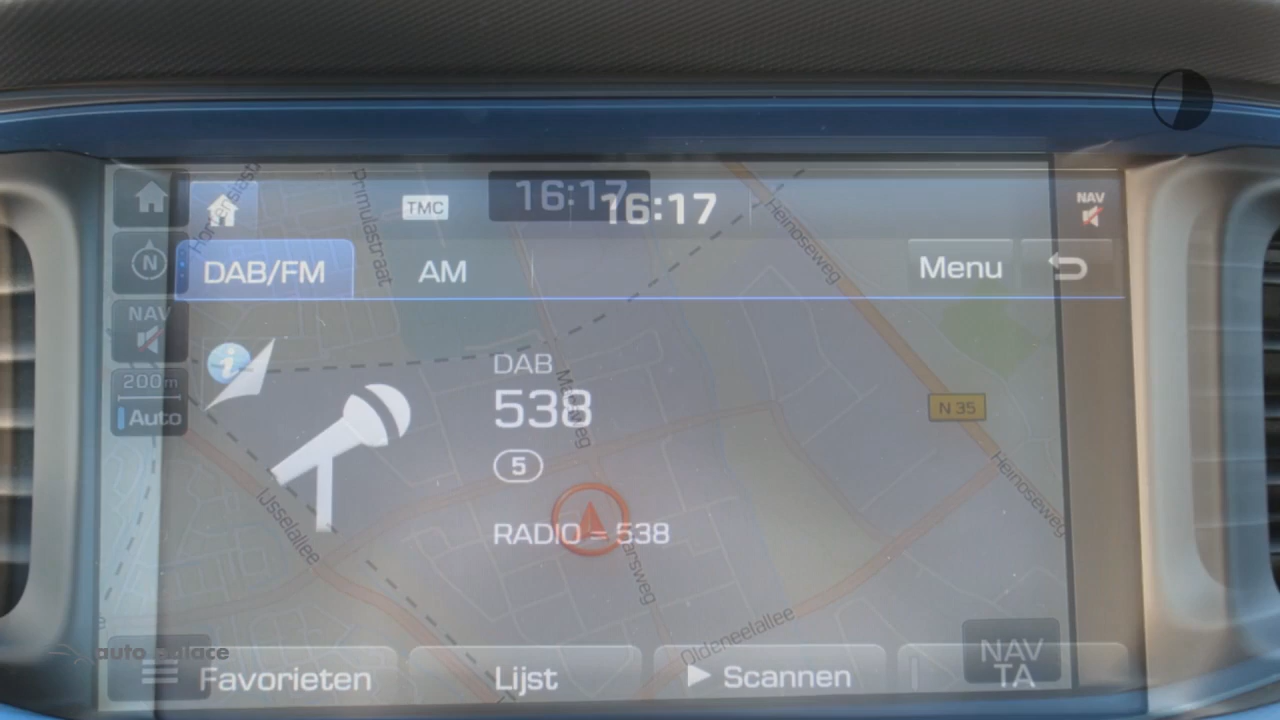 16:17
TMC 16:17 NAV
DAB/FM AM Menu
N
NAV
200m
Auto
DAB
538
5
RADIO - 538
Primulastraat
Heinoseweg
N 35
Heinoseweg
IJsselallee
Oldeneelallee
auto palace
NAV
TA
Favorieten Lijst Scannen